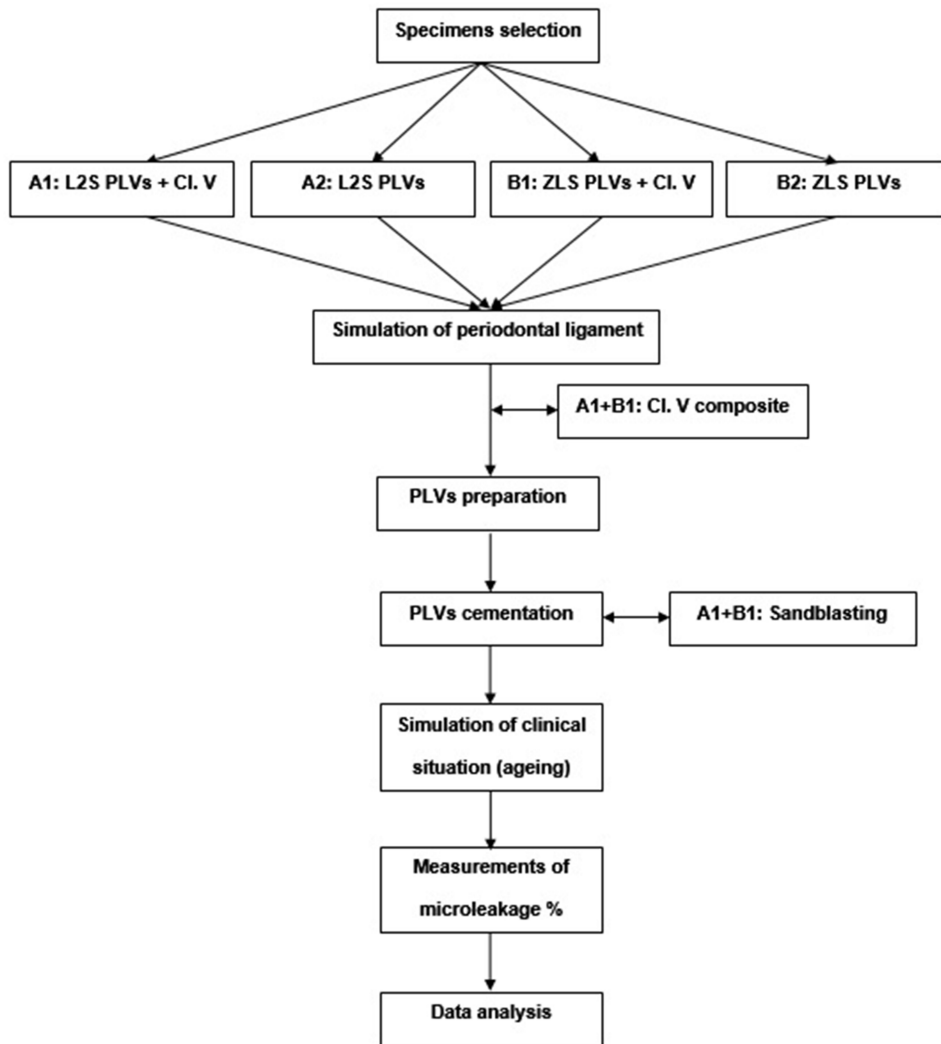 Specimens selection
A1: L2S PLVs + Cl. V
A2: L2S PLVs
B1: ZLS PLVs + Cl. V
B2: ZLS PLVs
Simulation of periodontal ligament
A1+B1: Cl. V composite
PLVs preparation
PLVs cementation
A1+B1: Sandblasting
Simulation of clinical
situation (ageing)
Measurements of
microleakage %
Data analysis